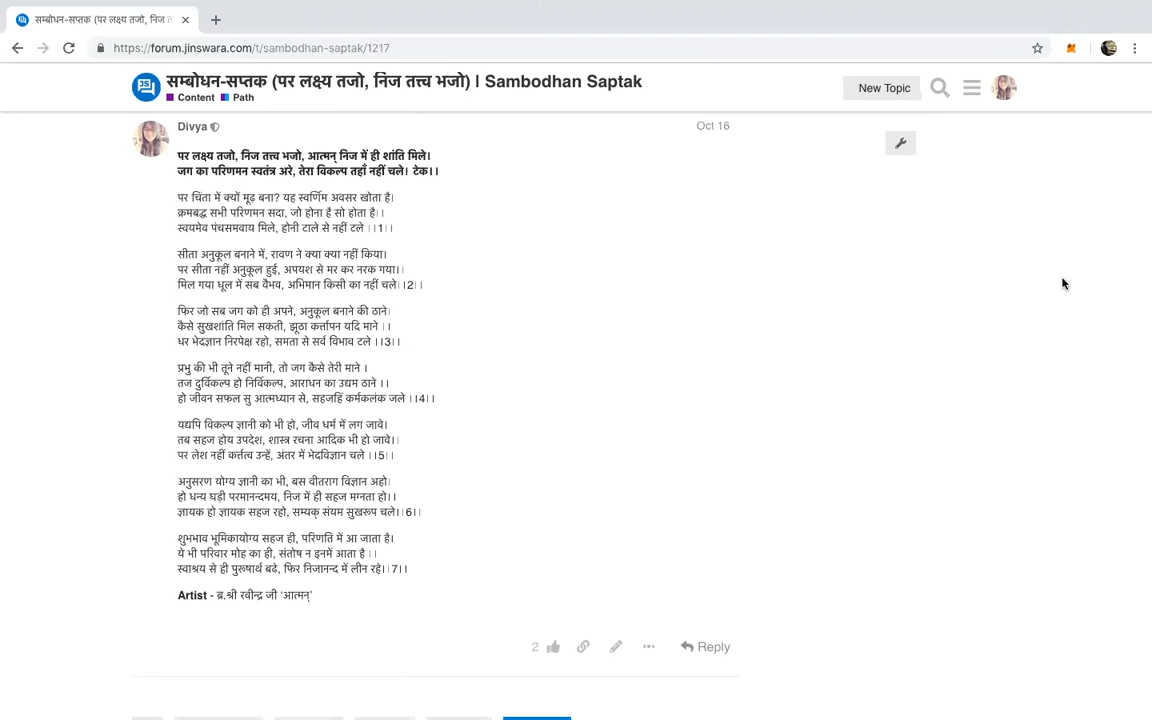 सम्बोधन-सप्तक (पर लक्ष्य तजो, निज त
https://forum.jinswara.com/t/sambodhan-saptak/1217
सम्बोधन-सप्तक (पर लक्ष्य तजो, निज तत्त्व भजो) | Sambodhan Saptak
Content Path
New Topic
Divya
Oct 16
पर लक्ष्य तजो, निज तत्त्व भजो, आत्मन् निज में ही शांति मिले।
जग का परिणमन स्वतंत्र अरे, तेरा विकल्प तहाँ नहीं चले। टेक।।
पर चिंता में क्यों मूढ़ बना? यह स्वर्णिम अवसर खोता है।
क्रमबद्ध सभी परिणमन सदा, जो होना है सो होता है।।
स्वयमेव पंचसमवाय मिले, होनी टाले से नहीं टले ।।1।।
सीता अनुकूल बनाने में, रावण ने क्या क्या नहीं किया।
पर सीता नहीं अनुकूल हुई, अपयश से मर कर नरक गया।।
मिल गया धूल में सब वैभव, अभिमान किसी का नहीं चले।।2।।
फिर जो सब जग को ही अपने, अनुकूल बनाने की ठाने।
कैसे सुखशांति मिल सकती, झूठा कर्त्तापन यदि माने ।।
धर भेदज्ञान निरपेक्ष रहो, समता से सर्व विभाव टले ।।3।।
प्रभु की भी तूने नहीं मानी, तो जग कैसे तेरी माने ।
तज दुर्विकल्प हो निर्विकल्प, आराधन का उद्यम ठाने ।।
हो जीवन सफल सु आत्मध्यान से, सहजहिं कर्मकलंक जले ।।4।।
यद्यपि विकल्प ज्ञानी को भी हो, जीव धर्म में लग जावे।
तब सहज होय उपदेश, शास्त्र रचना आदिक भी हो जावे।।
पर लेश नहीं कर्त्तत्व उन्हें, अंतर में भेदविज्ञान चले ।।5।।
अनुसरण योग्य ज्ञानी का भी, बस वीतराग विज्ञान अहो।
हो धन्य घड़ी परमानन्दमय, निज में ही सहज मग्नता हो।।
ज्ञायक हो ज्ञायक सहज रहो, सम्यक् संयम सुखरूप चले।।6।।
शुभभाव भूमिकायोग्य सहज ही, परिणति में आ जाता है।
ये भी परिवार मोह का ही, संतोष न इनमें आता है ।।
स्वाश्रय से ही पुरूषार्थ बढे, फिर निजानन्द में लीन रहे।।7।।
Artist - ब्र.श्री रवीन्द्र जी 'आत्मन्'
2 Reply